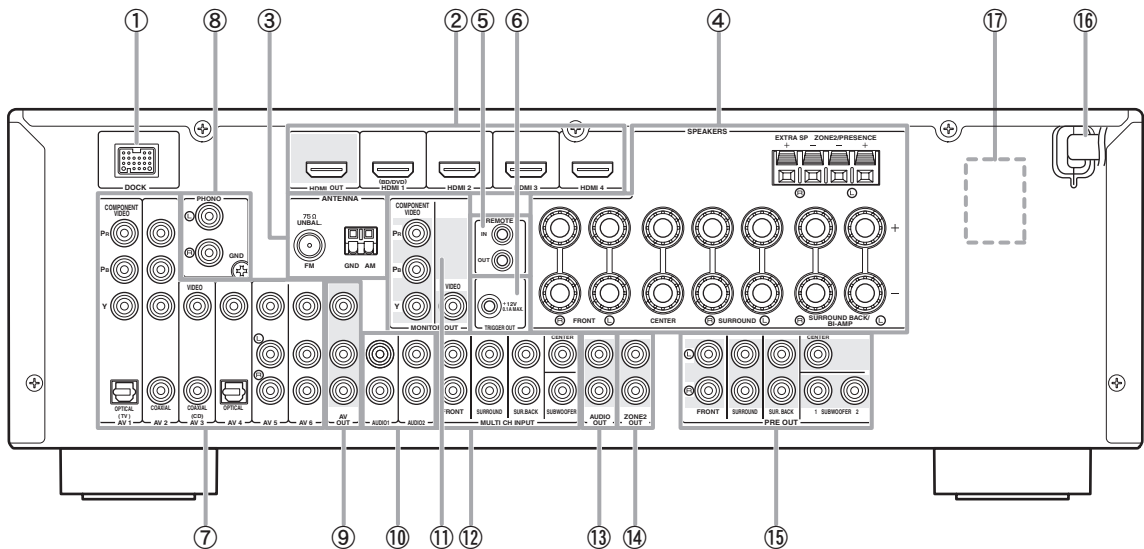 ① ⑧ ③ ② ⑤ ⑥ ④ ⑰ ⑯
SPEAKERS
EXTRA SP ZONE2/PRESENCE
+ − − +
R L
DOCK
HDMI OUT
(BD/DVD)
HDMI 1
HDMI 2
HDMI 3
HDMI 4
COMPONENT
VIDEO
PR
PB
Y
PHONO
L
R
GND
ANTENNA
75Ω
UNBAL.
FM
GND AM
COMPONENT
VIDEO
PR
PB
Y
VIDEO
MONITOR OUT
REMOTE
IN
OUT
+12V
0.1A MAX.
TRIGGER OUT
+
−
R FRONT L
CENTER
R SURROUND L
R SURROUND BACK/ L
BI-AMP
VIDEO
L
R
OPTICAL
(TV)
AV 1
COAXIAL
AV 2
COAXIAL
(CD)
AV 3
OPTICAL
AV 4
AV 5
AV 6
AV
OUT
AUDIO1
AUDIO2
FRONT
SURROUND
SUR.BACK
CENTER
SUBWOOFER
MULTI CH INPUT
AUDIO
OUT
ZONE2
OUT
L
R
FRONT
SURROUND
SUR.BACK
CENTER
1 SUBWOOFER 2
PRE OUT
⑦ ⑨ ⑩ ⑪ ⑫ ⑬ ⑭ ⑮